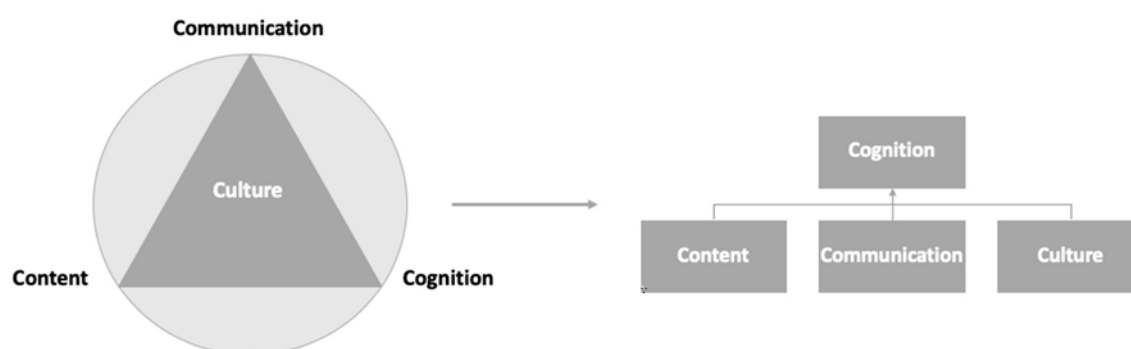 Communication
Culture
Content
Cognition
Cognition
Content
Communication
Culture